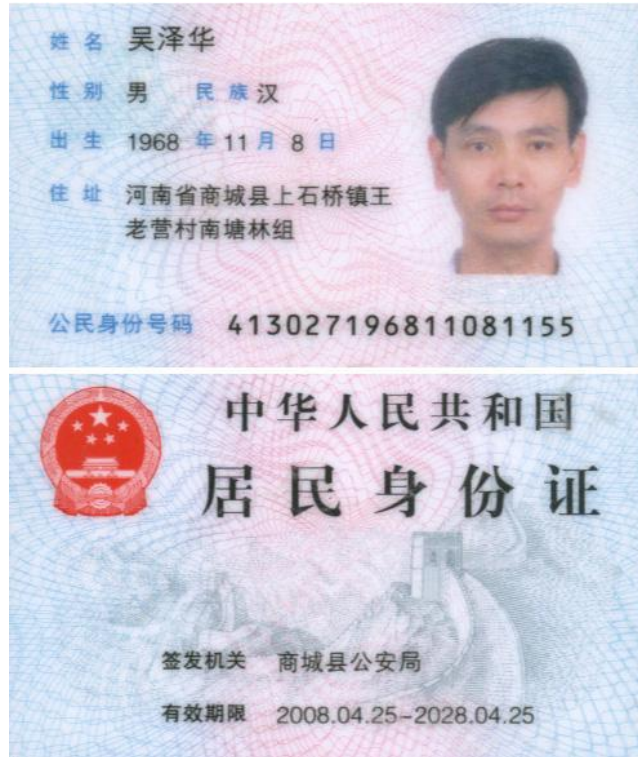 姓名 吴泽华
性别 男 民族 汉
出生 1968 年 11 月 8 日
住址 河南省商城县上石桥镇王
老营村南塘林组
公民身份号码 413027196811081155
中华人民共和国
居民身份证
签发机关 商城县公安局
有效期限 2008.04.25-2028.04.25